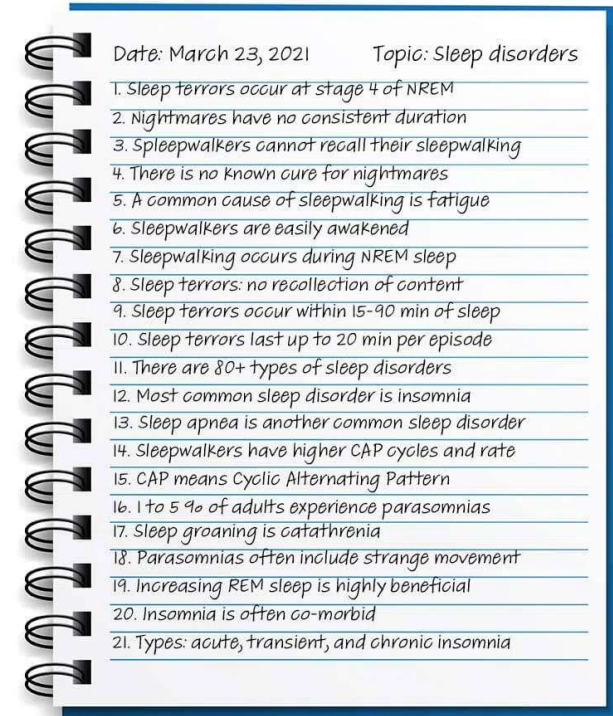 Date: March 23, 2021 Topic: Sleep disorders
1. Sleep terrors occur at stage 4 of NREM
2. Nightmares have no consistent duration
3. Spleepwalkers cannot recall their sleepwalking
4. There is no known cure for nightmares
5. A common cause of sleepwalking is fatigue
6. Sleepwalkers are easily awakened
7. Sleepwalking occurs during NREM sleep
8. Sleep terrors: no recollection of content
9. Sleep terrors occur within 15-90 min of sleep
10. Sleep terrors last up to 20 min per episode
11. There are 80+ types of sleep disorders
12. Most common sleep disorder is insomnia
13. Sleep apnea is another common sleep disorder
14. Sleepwalkers have higher CAP cycles and rate
15. CAP means Cyclic Alternating Pattern
16. 1 to 5 % of adults experience parasomnias
17. Sleep groaning is catathrenia
18. Parasomnias often include strange movement
19. Increasing REM sleep is highly beneficial
20. Insomnia is often co-morbid
21. Types: acute, transient, and chronic insomnia